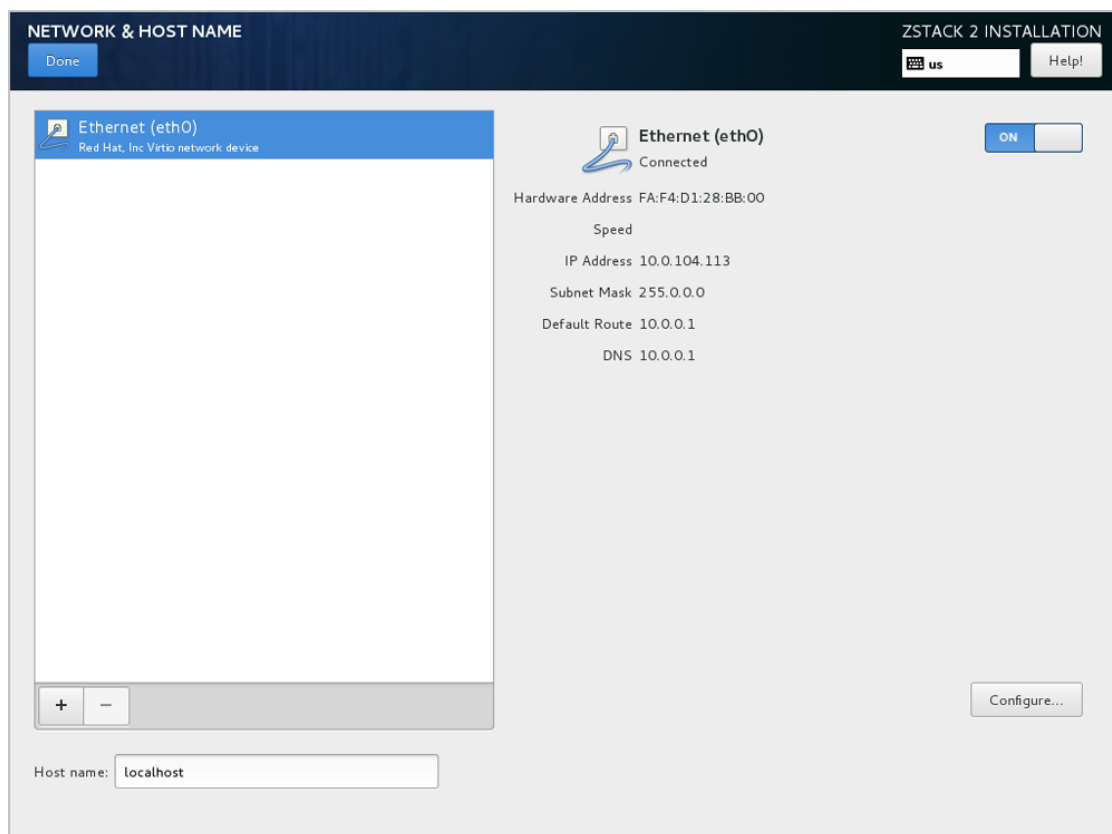 NETWORK & HOST NAME
ZSTACK 2 INSTALLATION
Done
us
Help!
Ethernet (eth0)
Red Hat, Inc Virtio network device
Ethernet (eth0)
Connected
ON
Hardware Address FA:F4:D1:28:BB:00
Speed
IP Address 10.0.104.113
Subnet Mask 255.0.0.0
Default Route 10.0.0.1
DNS 10.0.0.1
+ −
Configure...
Host name: localhost